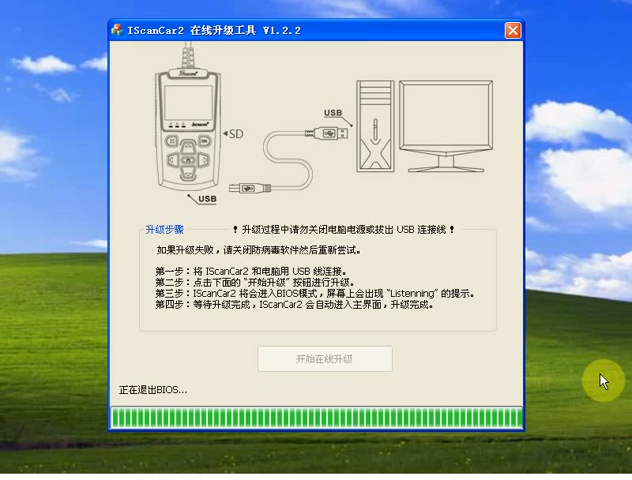 IScanCar2 在线升级工具 V1.2.2
SD
USB
USB
升级步骤
! 升级过程中请勿关闭电脑电源或拔出 USB 连接线 !
如果升级失败，请关闭防病毒软件然后重新尝试。
第一步：将 IScanCar2 和电脑用 USB 线连接。
第二步：点击下面的 "开始升级" 按钮进行升级。
第三步：IScanCar2 将会进入BIOS模式，屏幕上会出现 "Listenning" 的提示。
第四步：等待升级完成，IScanCar2 会自动进入主界面，升级完成。
开始在线升级
正在退出BIOS...